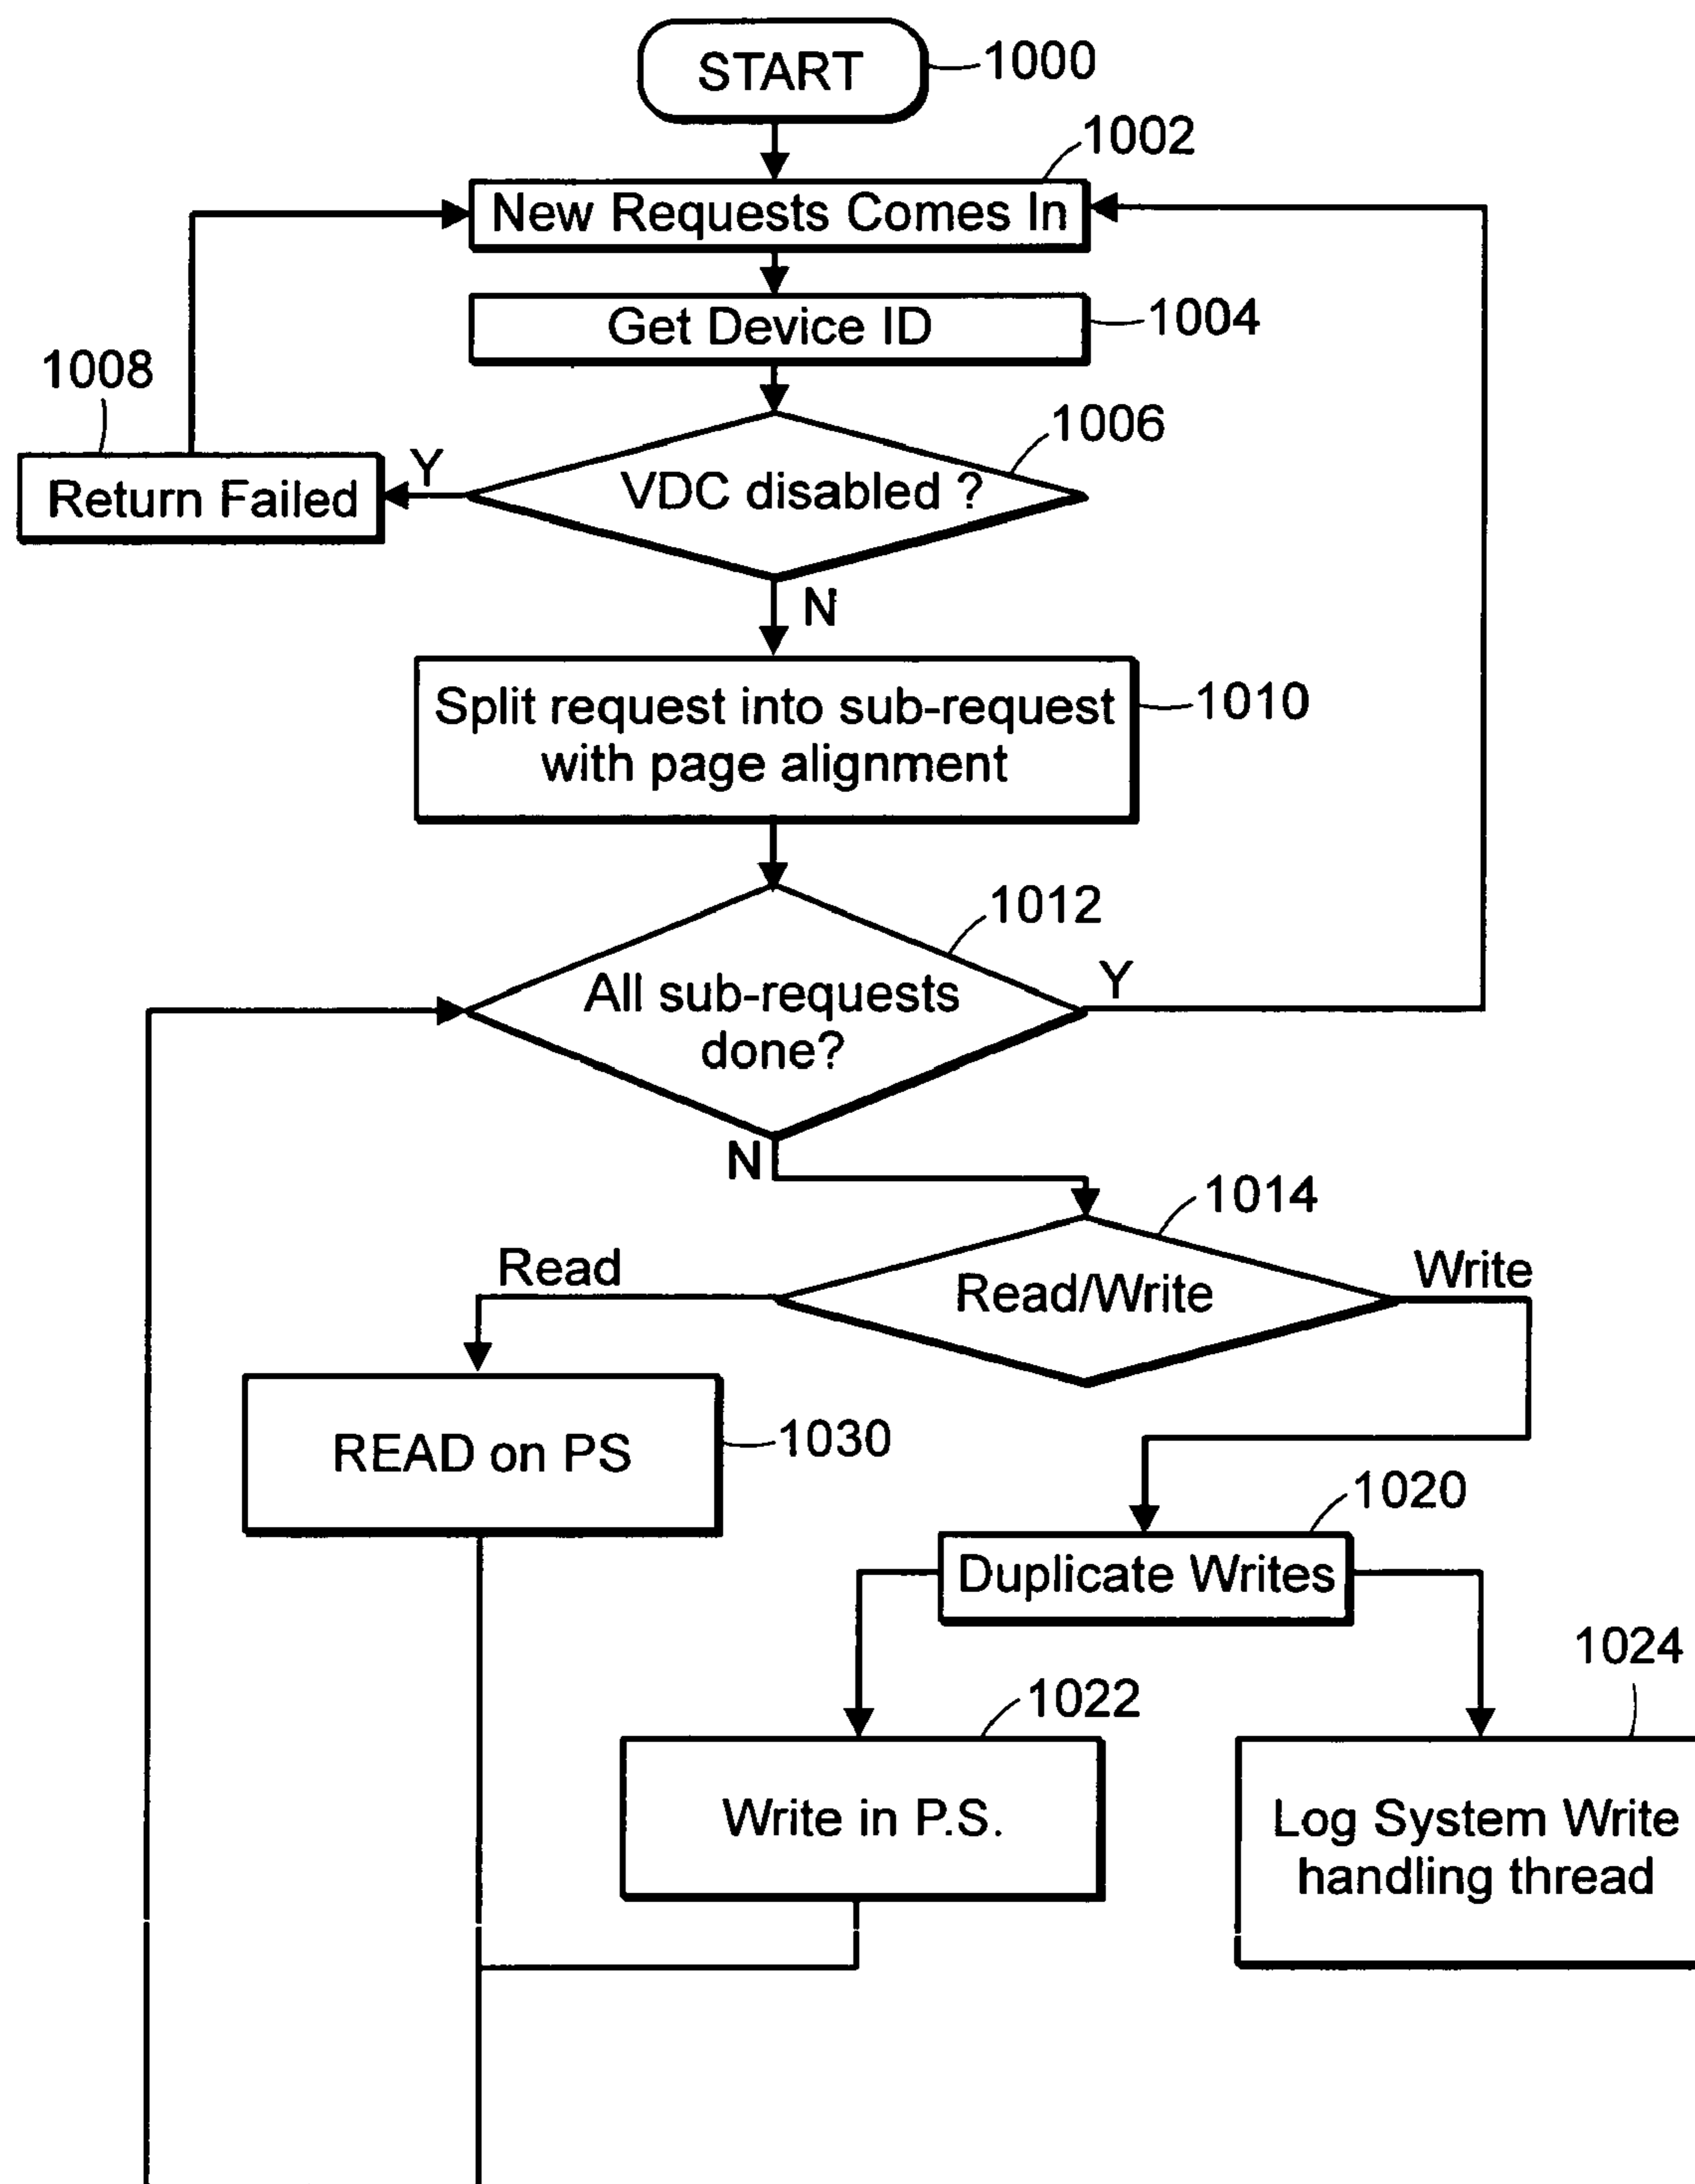 START
1000
1002
New Requests Comes In
Get Device ID
1004
1008
1006
Y
VDC disabled ?
Return Failed
N
Split request into sub-request
with page alignment
1010
1012
All sub-requests
done?
Y
N
1014
Read
Read/Write
Write
READ on PS
1030
1020
Duplicate Writes
1024
1022
Write in P.S.
Log System Write
handling thread